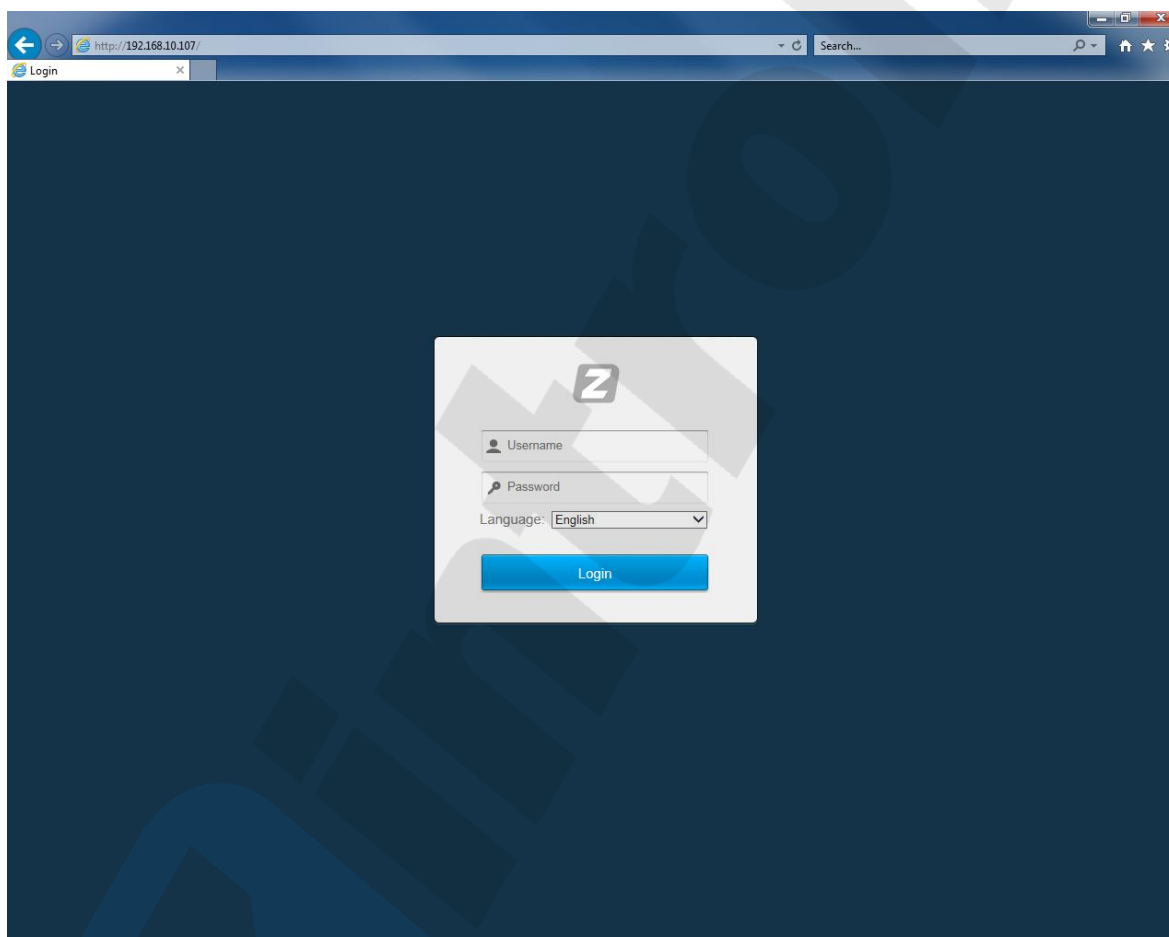 http://192.168.10.107/
Search...
Login
Z
Username
Password
Language: English
Login